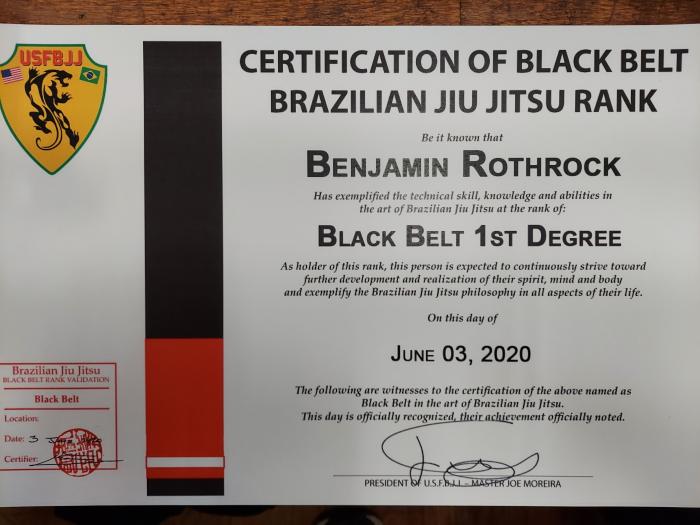 USFBJJ
CERTIFICATION OF BLACK BELT
BRAZILIAN JIU JITSU RANK
Be it known that
BENJAMIN ROTHROCK
Has exemplified the technical skill, knowledge and abilities in
the art of Brazilian Jiu Jitsu at the rank of:
BLACK BELT 1ST DEGREE
As holder of this rank, this person is expected to continuously strive toward
further development and realization of their spirit, mind and body
and exemplify the Brazilian Jiu Jitsu philosophy in all aspects of their life.
On this day of
JUNE 03, 2020
The following are witnesses to the certification of the above named as
Black Belt in the art of Brazilian Jiu Jitsu.
This day is officially recognized, their achievement officially noted.
PRESIDENT OF U.S.F.B.J.J. – MASTER JOE MOREIRA
Brazilian Jiu Jitsu
BLACK BELT RANK VALIDATION
Black Belt
Location:
Date: 3
Certifier: